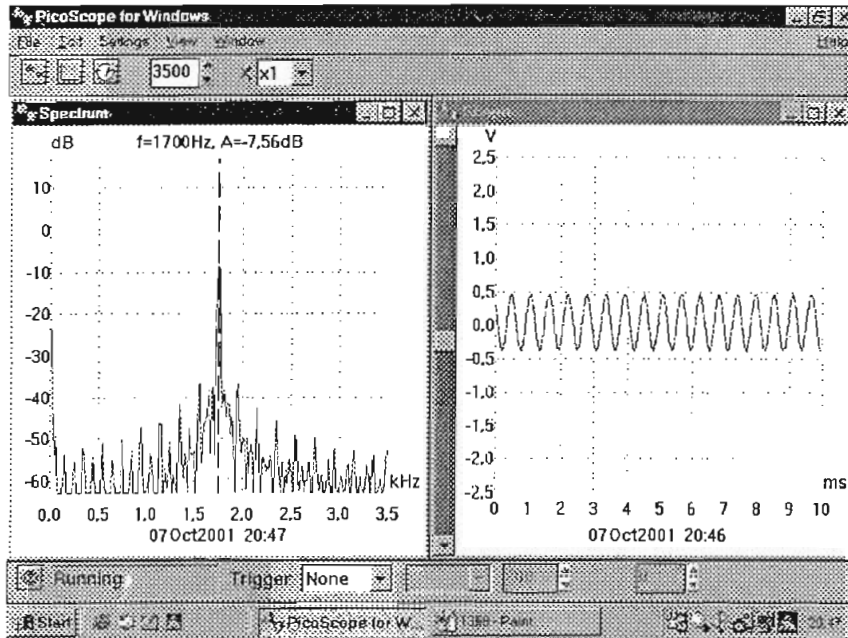 PicoScope for Windows
File Edit Settings View Window Help
3500 x1
Spectrum
dB f=1700Hz, A=-7,56dB
10
0
-10
-20
-30
-40
-50
-60
kHz
0,0 0,5 1,0 1,5 2,0 2,5 3,0 3,5
07Oct2001 20:47
V
2,5
2,0
1,5
1,0
0,5
0,0
-0,5
-1,0
-1,5
-2,0
-2,5
ms
0 1 2 3 4 5 6 7 8 9 10
07Oct2001 20:46
Running Trigger None
Start PicoScope for W... - Paint 20:47